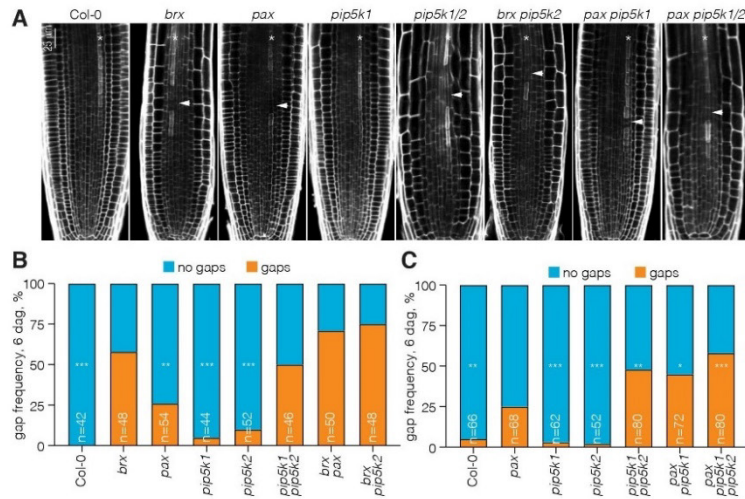 A
Col-0 brx pax pip5k1 pip5k1/2 brx pip5k2 pax pip5k1 pax pip5k1/2
25 µm
* * * * * * * *
B
no gaps gaps
gap frequency, 6 dag, %
100
75
50
25
0
*** ** *** ***
n=42 n=48 n=54 n=44 n=52 n=46 n=50 n=48
Col-0 brx pax pip5k1 pip5k2 pip5k1 pip5k2 brx pax brx pip5k2
C
no gaps gaps
gap frequency, 6 dag, %
100
75
50
25
0
** *** *** ** * ***
n=66 n=68 n=62 n=52 n=80 n=72 n=80
Col-0 pax pip5k1 pip5k2 pip5k1 pip5k2 pax pip5k1 pax pip5k1 pip5k2